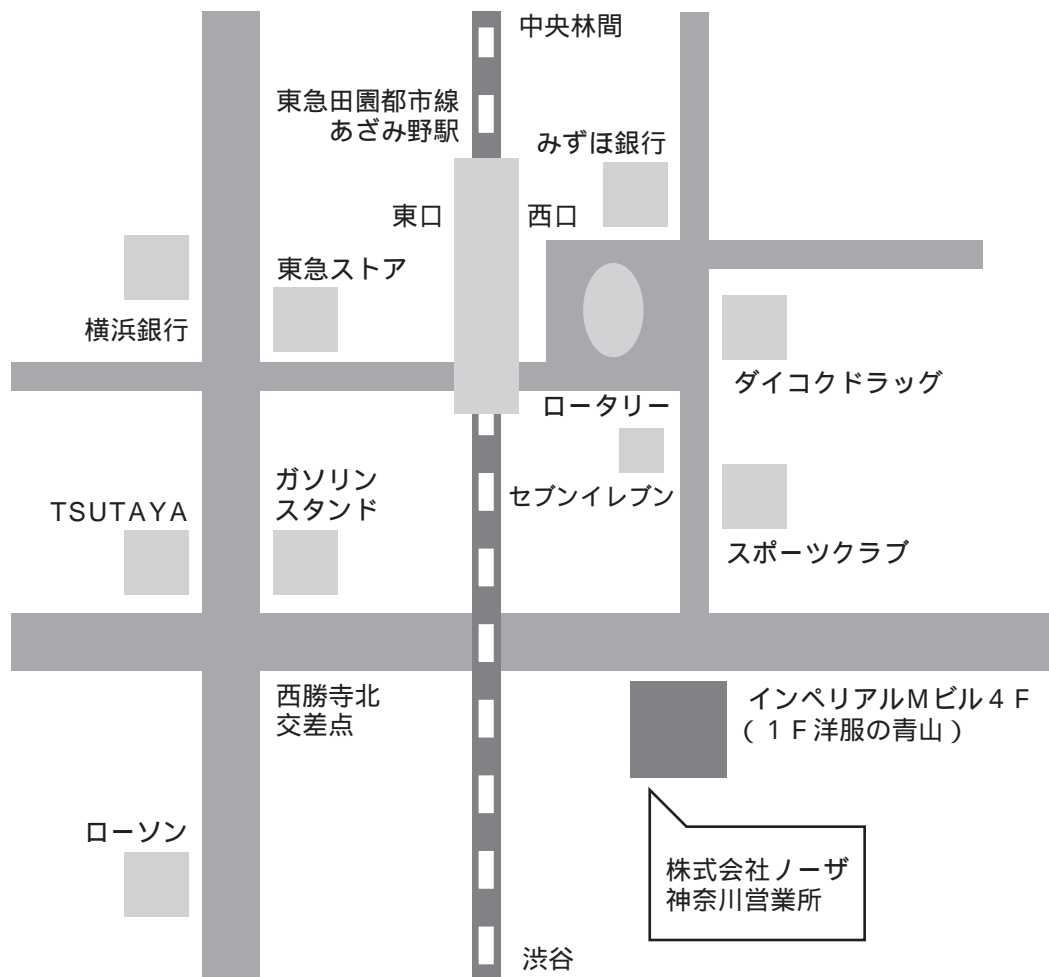 中央林間
東急田園都市線
あざみ野駅
みずほ銀行
東口
西口
東急ストア
横浜銀行
ダイコクドラッグ
ロータリー
ガソリン
スタンド
セブンイレブン
TSUTAYA
スポーツクラブ
西勝寺北
交差点
インペリアルMビル4F
(1F洋服の青山)
ローソン
株式会社ノーザ
神奈川営業所
渋谷